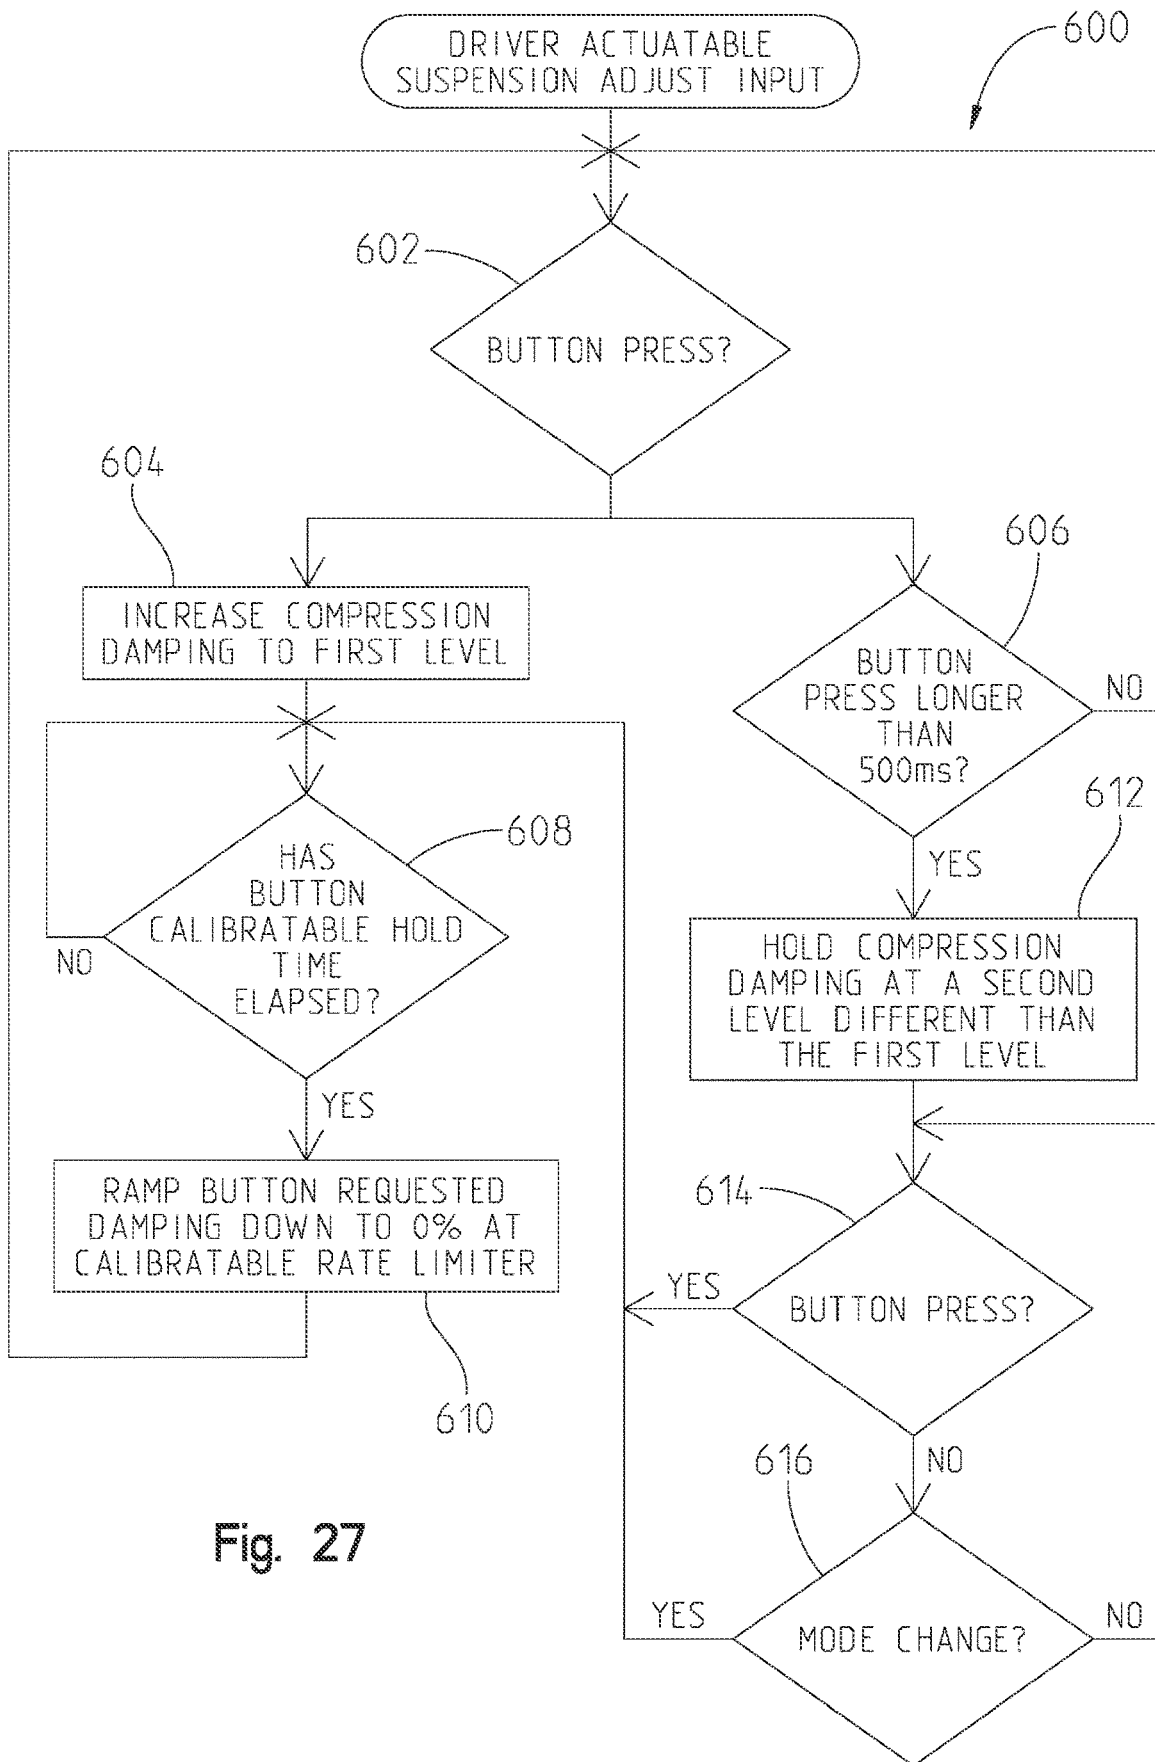 DRIVER ACTUATABLE
SUSPENSION ADJUST INPUT
600
602
BUTTON PRESS?
604
INCREASE COMPRESSION
DAMPING TO FIRST LEVEL
606
BUTTON
PRESS LONGER
THAN
500ms?
NO
YES
608
HAS
BUTTON
CALIBRATABLE HOLD
TIME
ELAPSED?
NO
YES
612
HOLD COMPRESSION
DAMPING AT A SECOND
LEVEL DIFFERENT THAN
THE FIRST LEVEL
RAMP BUTTON REQUESTED
DAMPING DOWN TO 0% AT
CALIBRATABLE RATE LIMITER
610
614
BUTTON PRESS?
YES
NO
616
MODE CHANGE?
YES
NO
Fig. 27